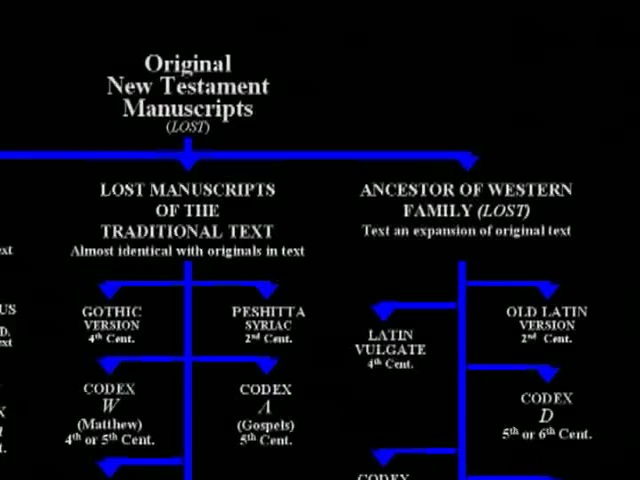 Original
New Testament
Manuscripts
(LOST)
LOST MANUSCRIPTS
OF THE
TRADITIONAL TEXT
Almost identical with originals in text
ANCESTOR OF WESTERN
FAMILY (LOST)
Text an expansion of original text
GOTHIC
VERSION
4th Cent.
PESHITTA
SYRIAC
2nd Cent.
LATIN
VULGATE
4th Cent.
OLD LATIN
VERSION
2nd Cent.
CODEX
W
(Matthew)
4th or 5th Cent.
CODEX
A
(Gospels)
5th Cent.
CODEX
D
5th or 6th Cent.
CODEX